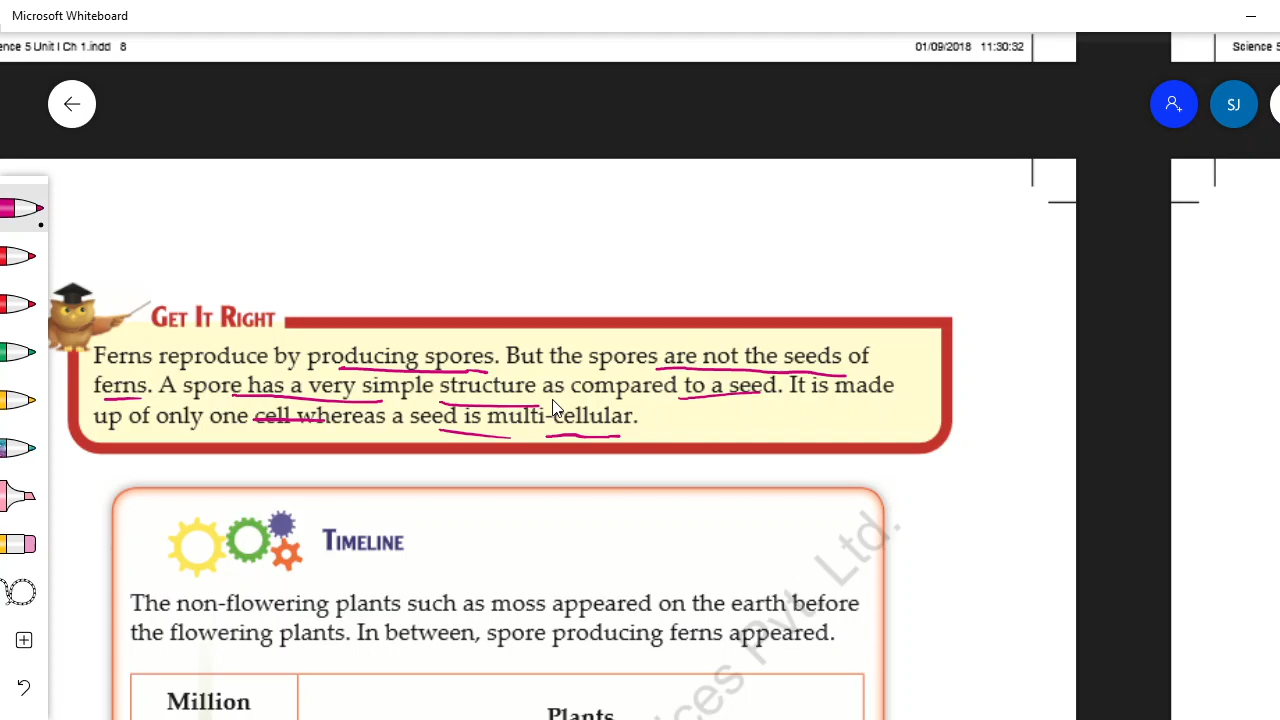 Microsoft Whiteboard
ence 5 Unit I Ch 1.indd 8
01/09/2018 11:30:32
Science 5
SJ
GET IT RIGHT
Ferns reproduce by producing spores. But the spores are not the seeds of
ferns. A spore has a very simple structure as compared to a seed. It is made
up of only one cell whereas a seed is multi-cellular.
TIMELINE
The non-flowering plants such as moss appeared on the earth before
the flowering plants. In between, spore producing ferns appeared.
Million
Plants
ices Pvt. Ltd.